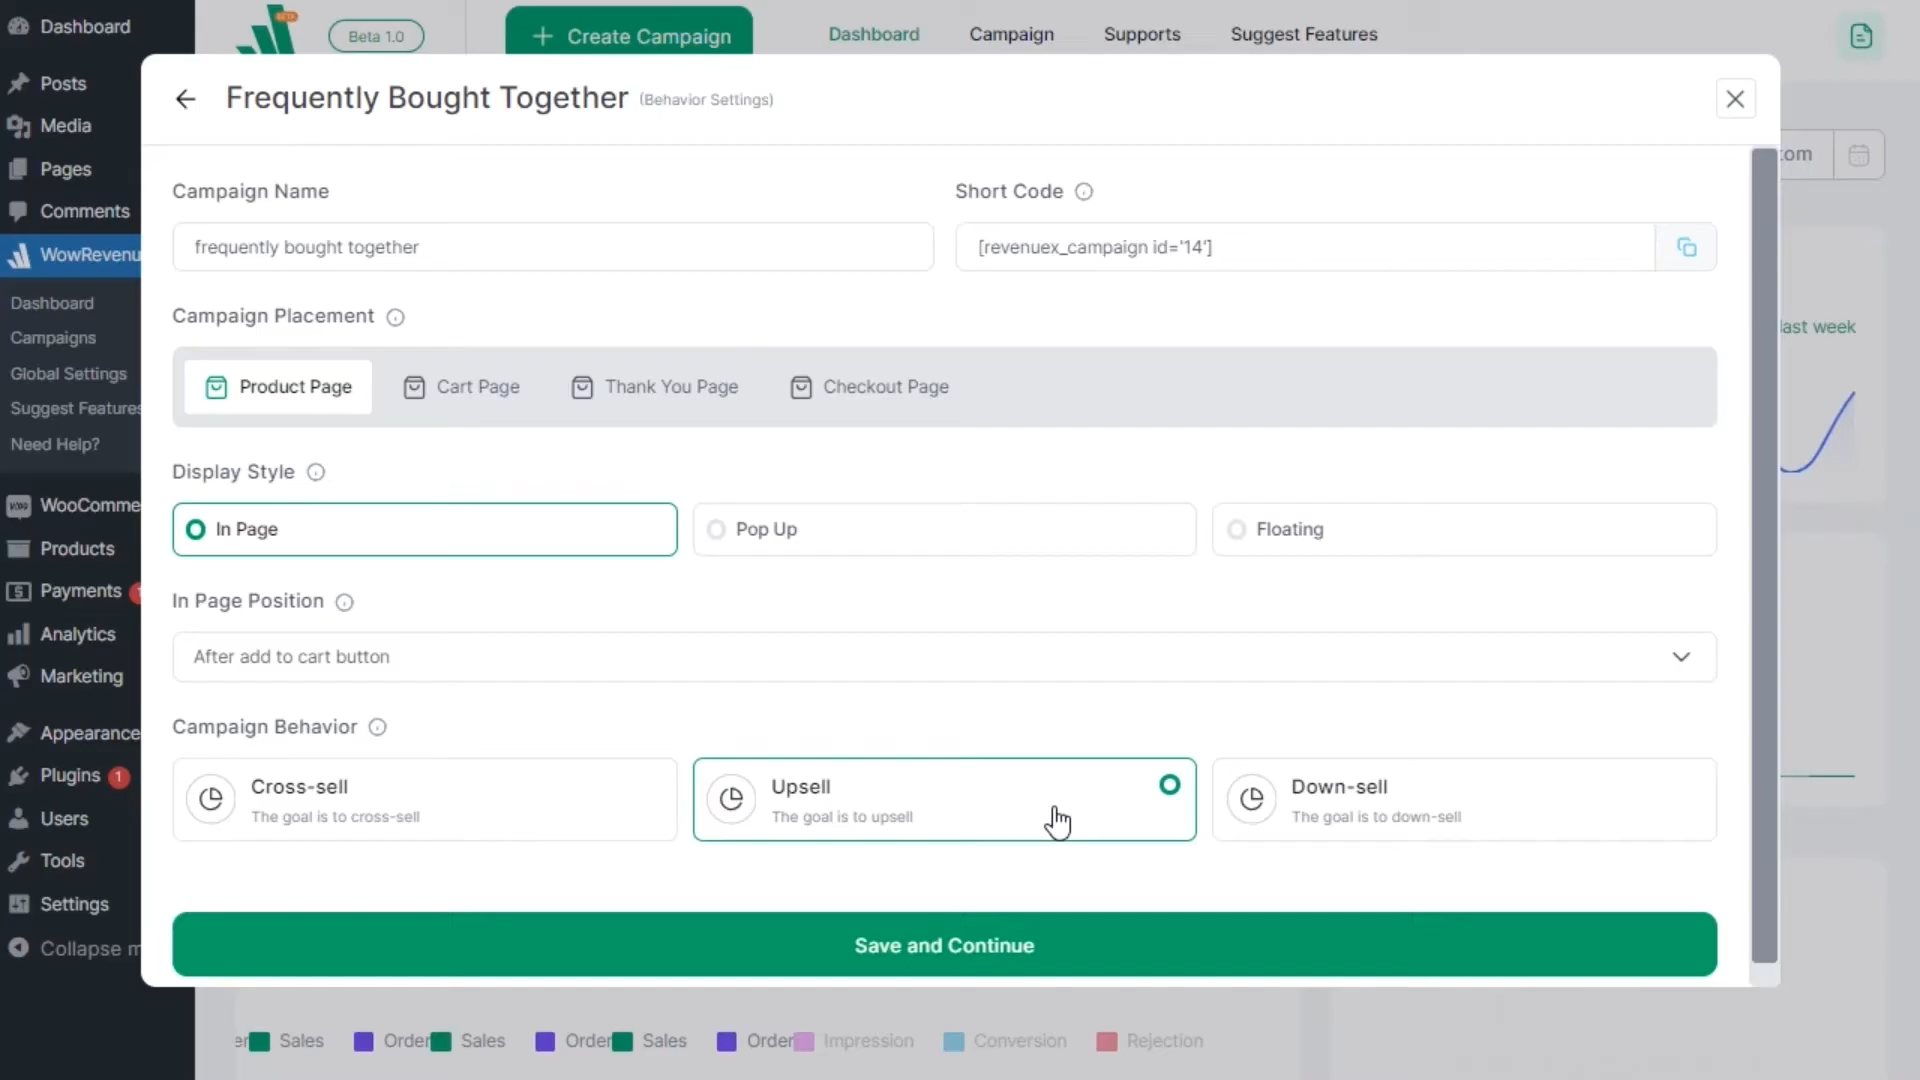 Dashboard
Posts
Media
Pages
Comments
WowRevenu
Dashboard
Campaigns
Global Settings
Suggest Features
Need Help?
WooComme
Products
Payments
Analytics
Marketing
Appearance
Plugins 1
Users
Tools
Settings
Collapse m
BETA
Beta 1.0
Create Campaign
Dashboard
Campaign
Supports
Suggest Features
Frequently Bought Together (Behavior Settings)
Campaign Name
frequently bought together
Short Code
[revenuex_campaign id='14']
Campaign Placement
Product Page
Cart Page
Thank You Page
Checkout Page
Display Style
In Page
Pop Up
Floating
In Page Position
After add to cart button
Campaign Behavior
Cross-sell
The goal is to cross-sell
Upsell
The goal is to upsell
Down-sell
The goal is to down-sell
Save and Continue
tom
last week
er Sales Order Sales Order Sales Order Impression Conversion Rejection